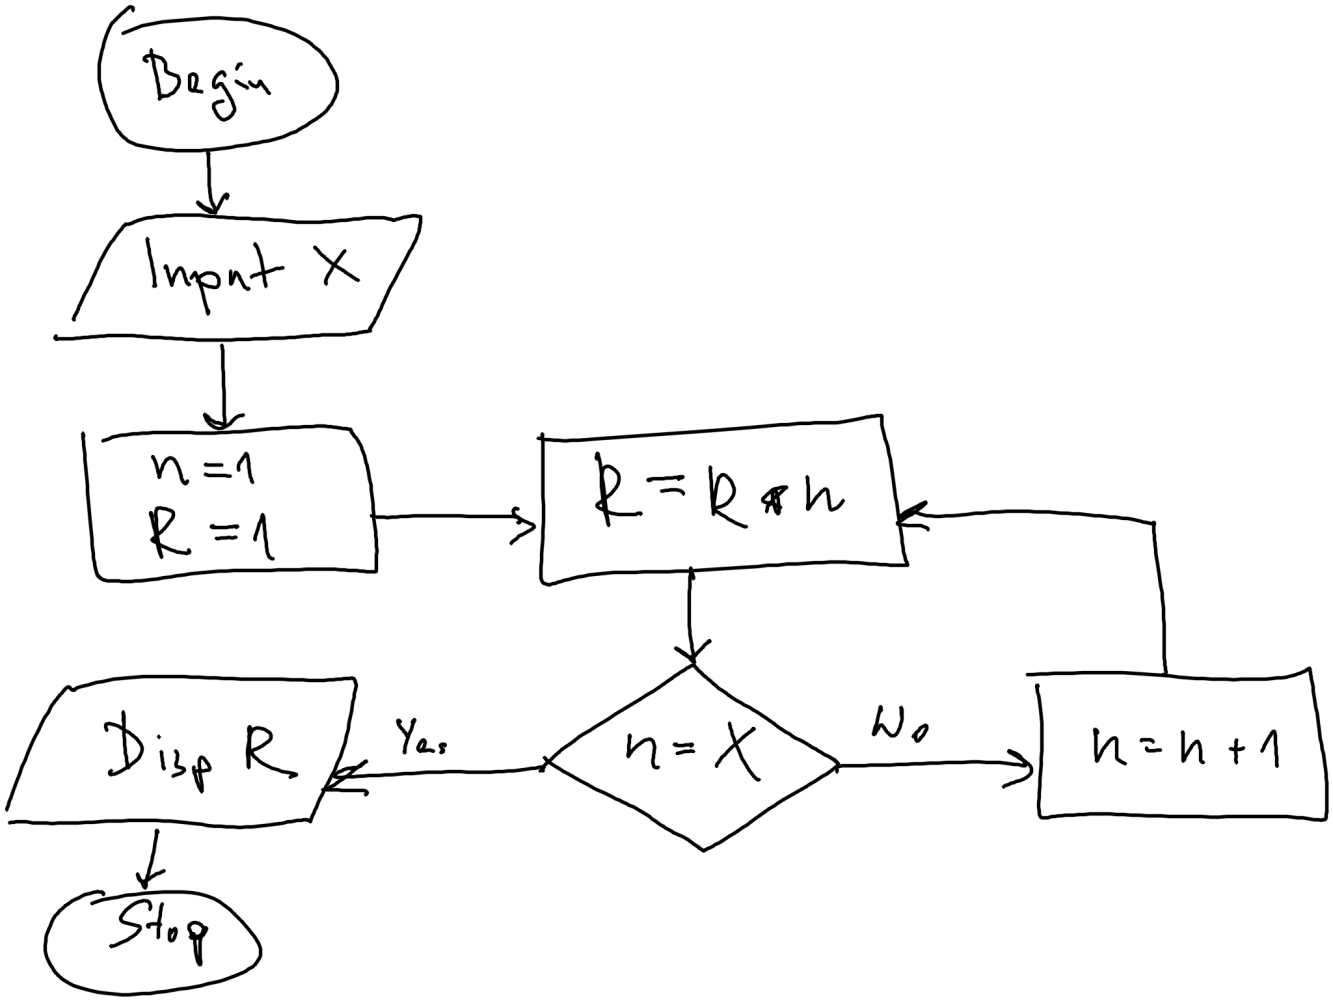 Begin
Input X
n=1
R=1
R=R*n
n=X
Yes
No
n=n+1
Disp R
Stop